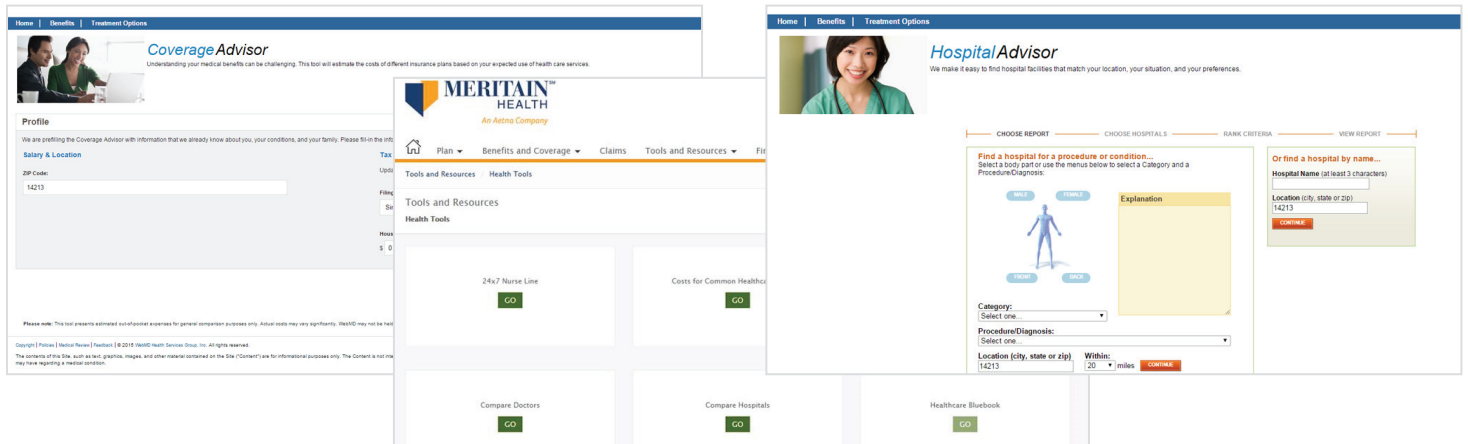 Home | Benefits | Treatment Options
Coverage Advisor
Understanding your medical benefits can be challenging. This tool will estimate the costs of different insurance plans based on your expected use of health care services.
Profile
We are prefilling the Coverage Advisor with information that we already know about you, your conditions, and your family. Please fill-in the
Salary & Location
Tax
ZIP Code:
14213
Filing
$ 0
Please note: This tool presents estimated out-of-pocket expenses for general comparison purposes only. Actual costs may vary significantly. WebMD may not be held
Copyright | Policies | Medical Review | Feedback | © 2015 WebMD Health Services Group, Inc. All rights reserved.
The contents of this Site, such as text, graphics, images, and other material contained on the Site ("Content") are for informational purposes only. The Content is not
may have regarding a medical condition.
MERITAIN℠
HEALTH
An Aetna Company
Plan
Benefits and Coverage
Claims
Tools and Resources
Tools and Resources / Health Tools
Tools and Resources
Health Tools
24x7 Nurse Line
GO
Costs for Common
GO
Compare Doctors
GO
Compare Hospitals
GO
Healthcare Bluebook
GO
Home | Benefits | Treatment Options
Hospital Advisor
We make it easy to find hospital facilities that match your location, your situation, and your preferences.
CHOOSE REPORT
CHOOSE HOSPITALS
RANK CRITERIA
VIEW REPORT
Find a hospital for a procedure or condition...
Select a body part or use the menus below to select a Category and a
Procedure/Diagnosis:
MALE
FEMALE
FRONT
BACK
Explanation
Category:
Select one...
Procedure/Diagnosis:
Select one...
Location (city, state or zip)
Within:
14213
20 miles
CONTINUE
Or find a hospital by name...
Hospital Name (at least 3 characters)
Location (city, state or zip)
14213
CONTINUE